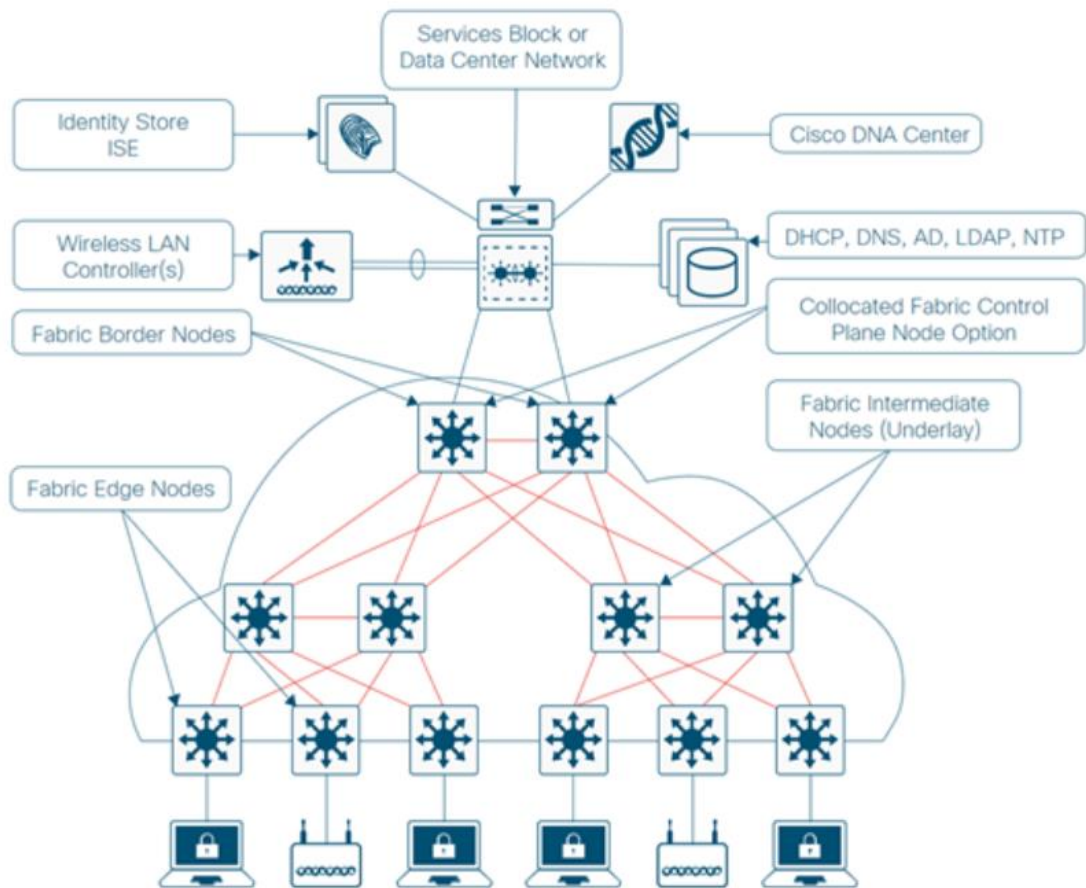 Services Block or
Data Center Network
Identity Store
ISE
Cisco DNA Center
Wireless LAN
Controller(s)
DHCP, DNS, AD, LDAP, NTP
Fabric Border Nodes
Collocated Fabric Control
Plane Node Option
Fabric Intermediate
Nodes (Underlay)
Fabric Edge Nodes